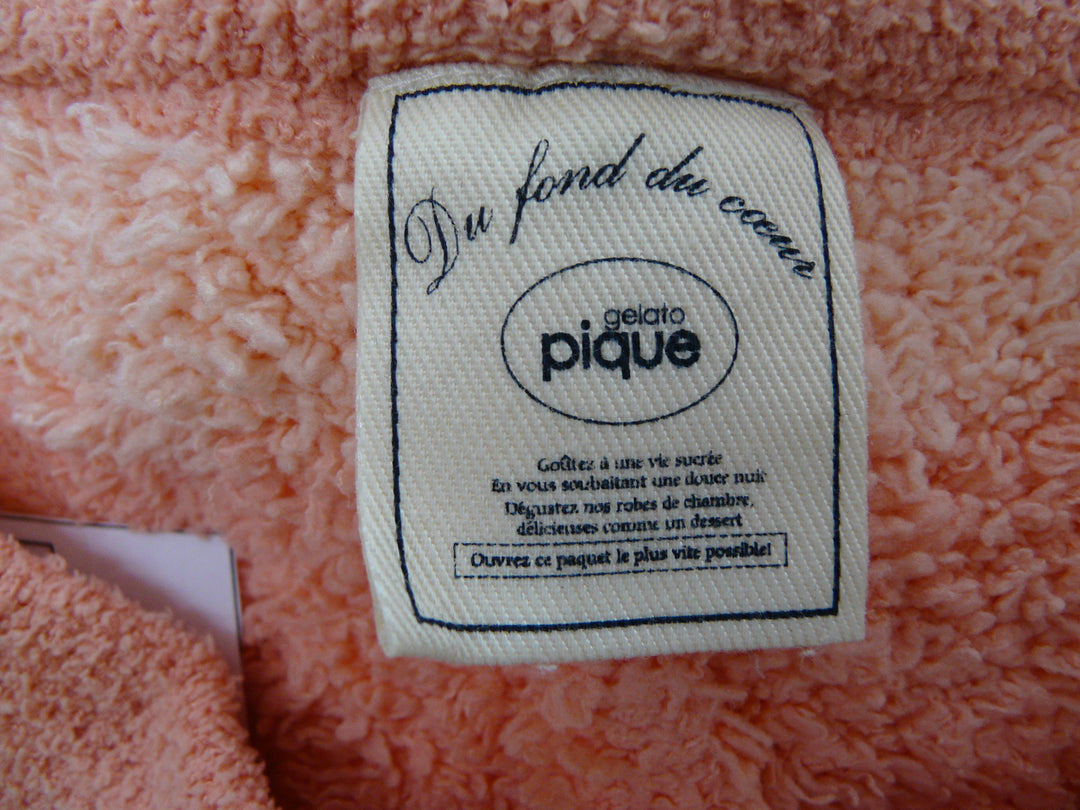 Du fond du coeur
gelato
pique
Goûtez à une vie sucrée
En vous souhaitant une doucer nuit
Dégustez nos robes de chambre,
délicieuses comme un dessert
Ouvrez ce paquet le plus vite possible!